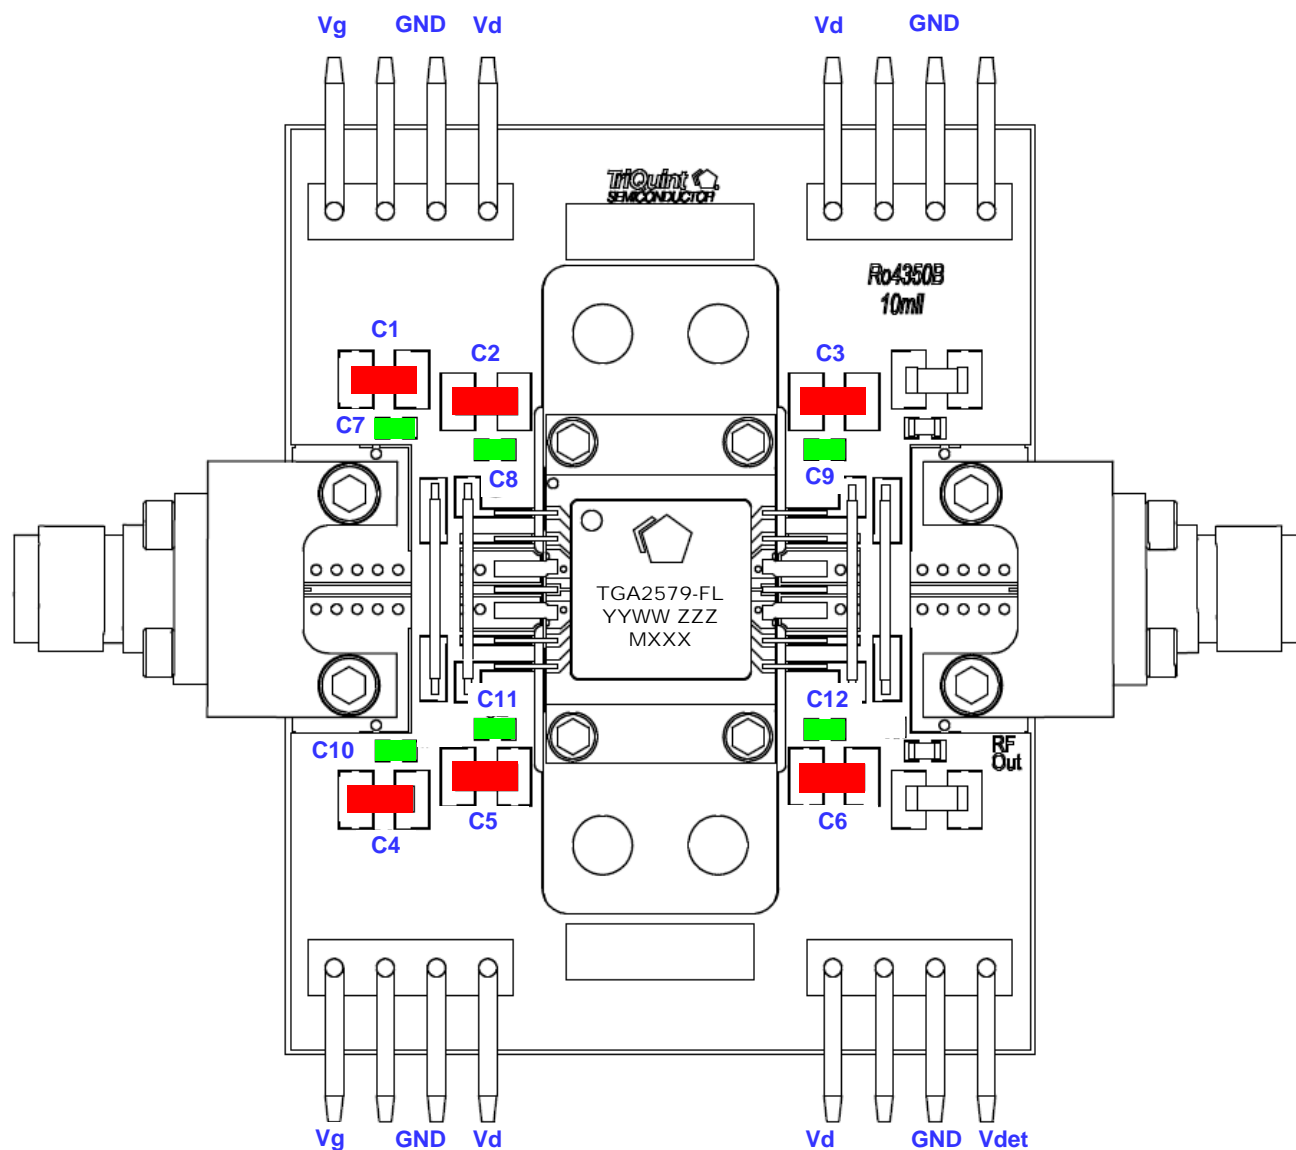 Vg GND Vd Vd GND
TriQuint
SEMICONDUCTOR
Ro4350B
10mil
C1
C2
C3
C7
C8
C9
TGA2579-FL
YYWW ZZZ
MXXX
C11
C12
C10
RF
Out
C5
C6
C4
Vg GND Vd Vd GND Vdet